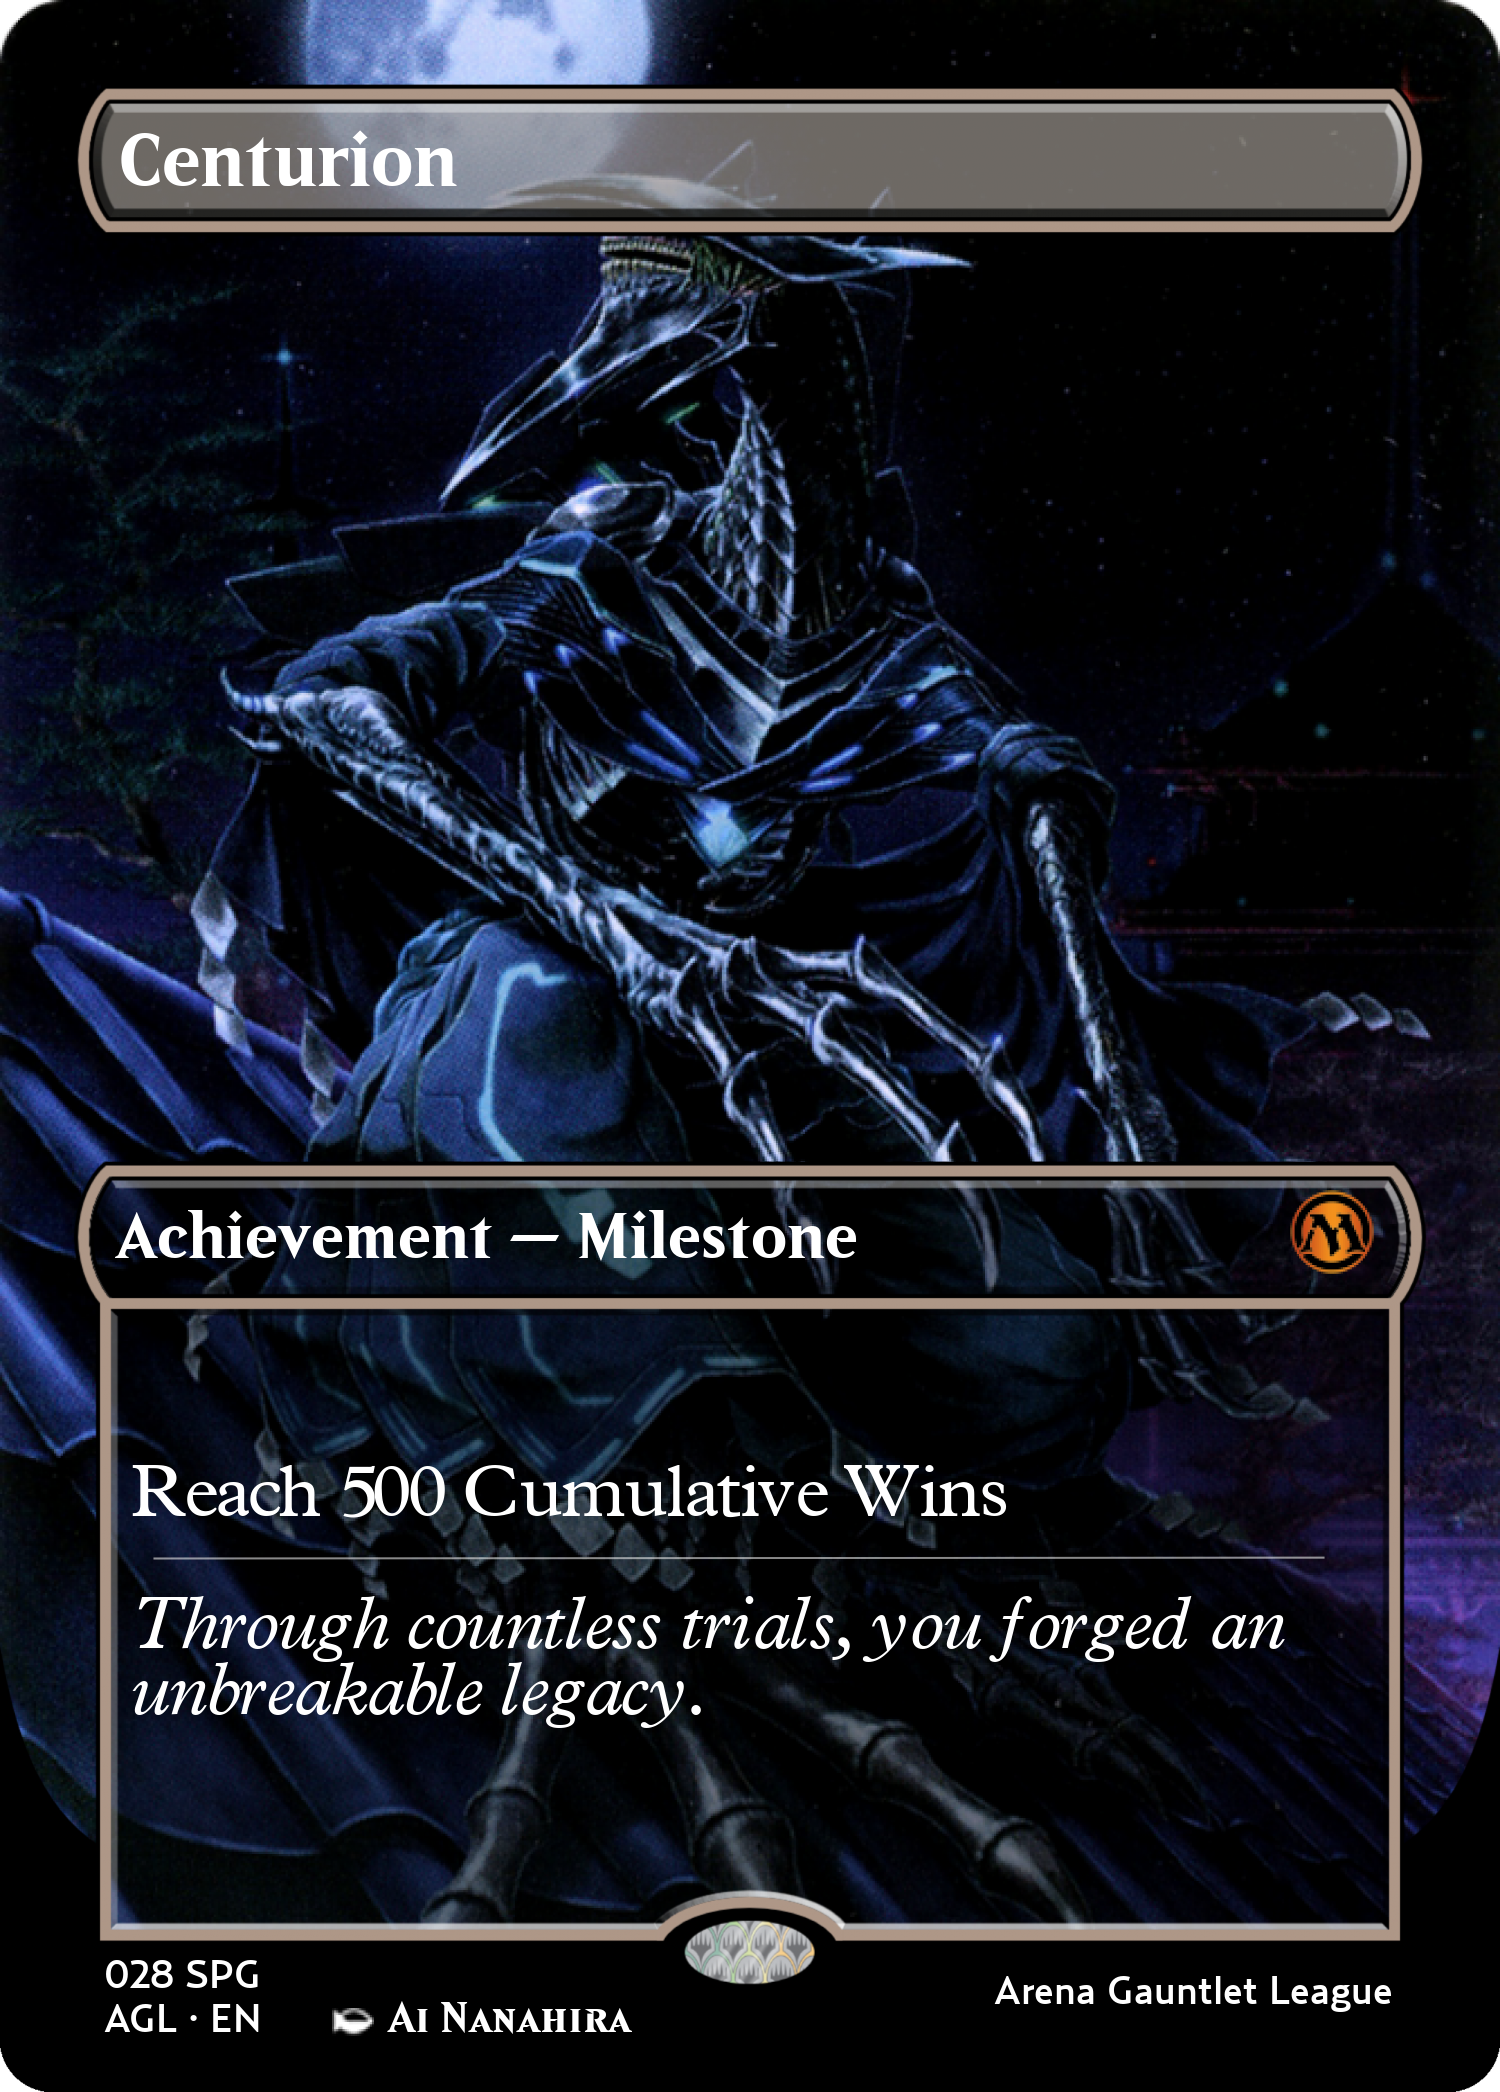 Centurion
Achievement — Milestone
Reach 500 Cumulative Wins
Through countless trials, you forged an
unbreakable legacy.
028 SPG
AGL · EN
Ai Nanahira
Arena Gauntlet League